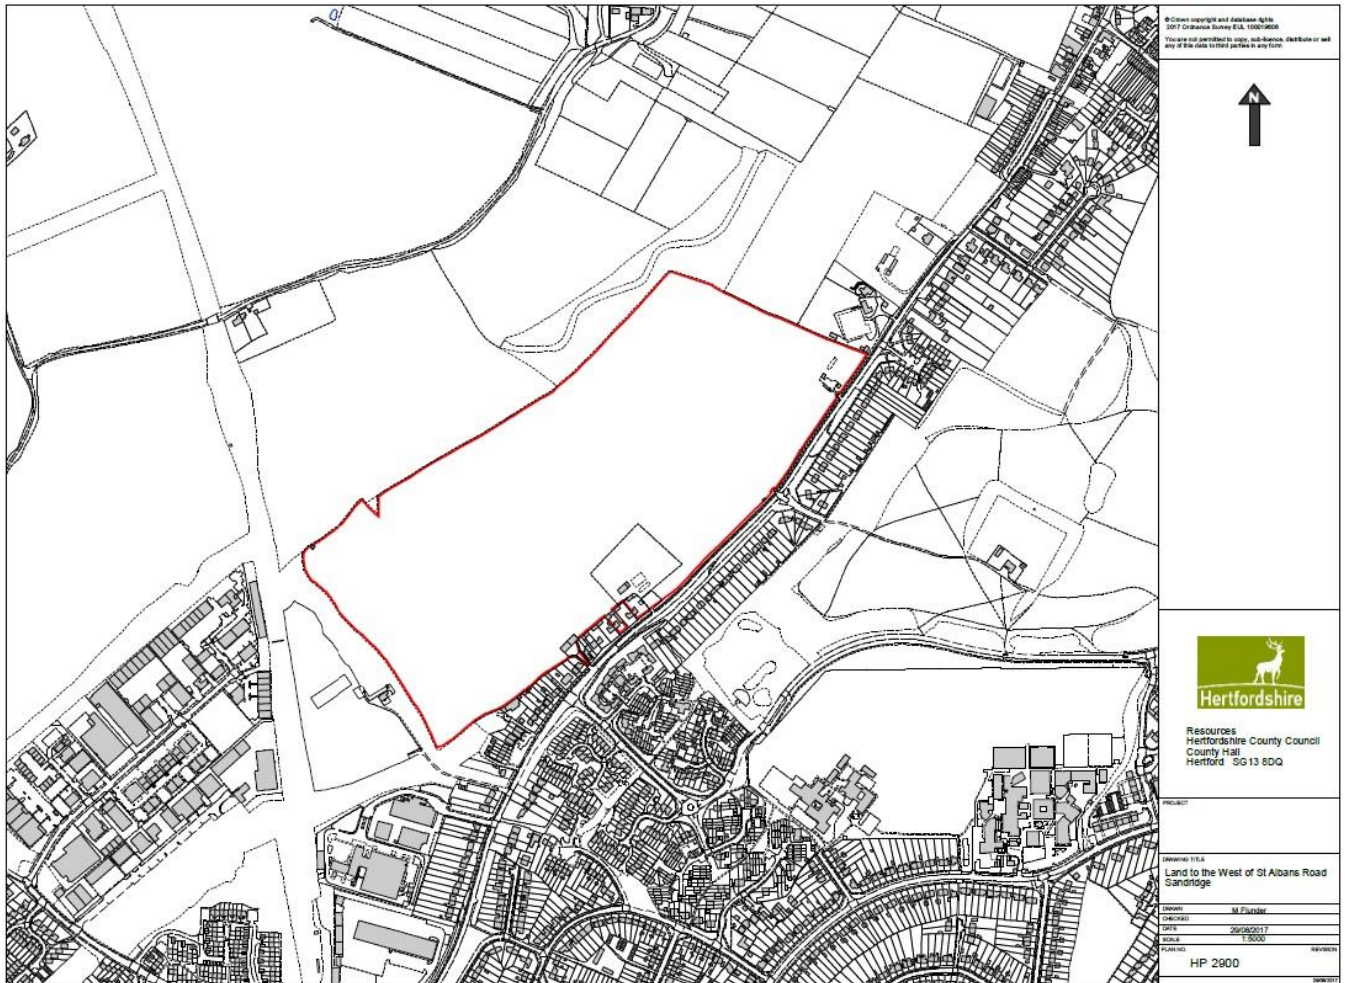 © Crown copyright and database rights
2017 Ordnance Survey EUL 100019606
You are not permitted to copy, sub-licence, distribute or sell
any of this data to third parties in any form
N
Hertfordshire
Resources
Hertfordshire County Council
County Hall
Hertford SG13 8DQ
PROJECT
DRAWING TITLE
Land to the West of St Albans Road
Sandridge
DRAWN M Flunder
CHECKED
DATE 29/08/2017
SCALE 1:5000
PLAN NO. REVISION
HP 2900
29/08/2017